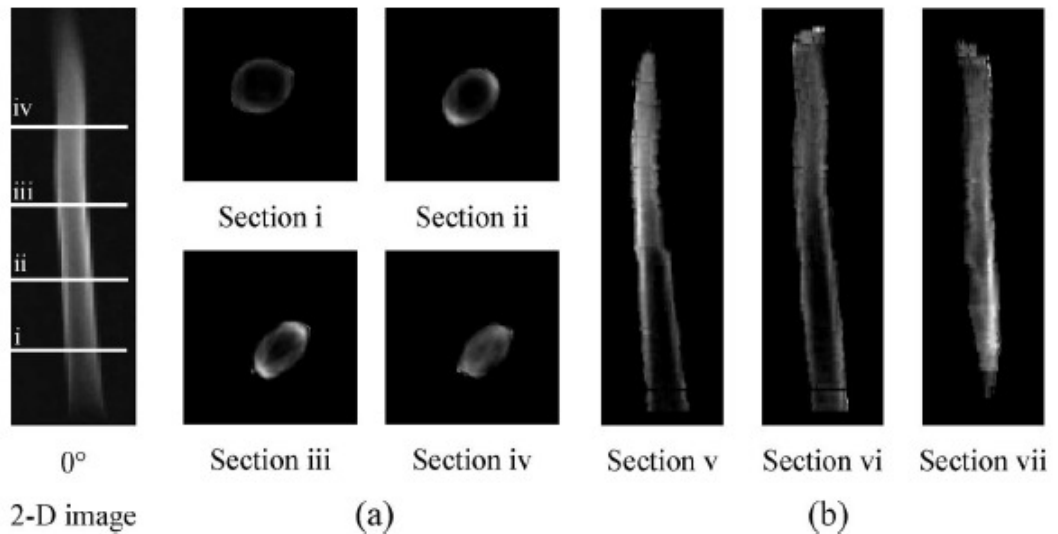 iv
iii
ii
i
0°
2-D image
Section i
Section ii
Section iii
Section iv
(a)
Section v
Section vi
Section vii
(b)